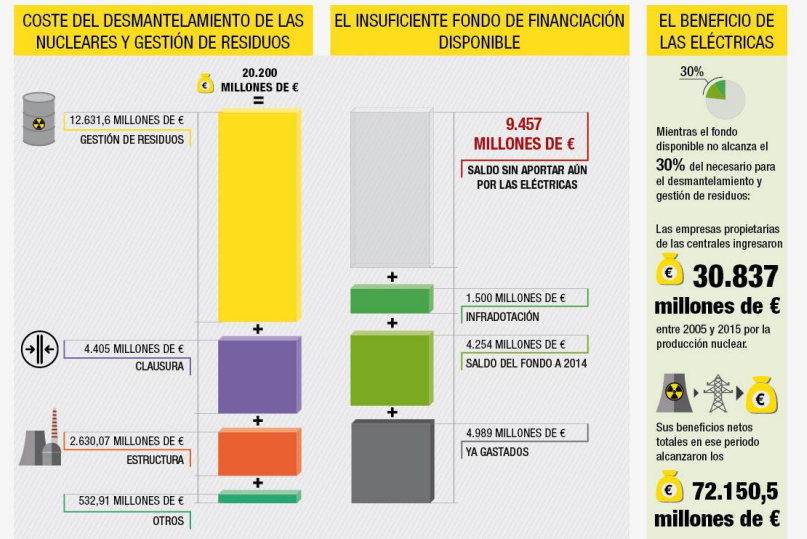 COSTE DEL DESMANTELAMIENTO DE LAS
NUCLEARES Y GESTIÓN DE RESIDUOS
20.200
MILLONES DE €
=
12.631,6 MILLONES DE €
GESTIÓN DE RESIDUOS
+
4.405 MILLONES DE €
CLAUSURA
+
2.630,07 MILLONES DE €
ESTRUCTURA
+
532,91 MILLONES DE €
OTROS
EL INSUFICIENTE FONDO DE FINANCIACIÓN
DISPONIBLE
9.457
MILLONES DE €
SALDO SIN APORTAR AÚN
POR LAS ELÉCTRICAS
+
1.500 MILLONES DE €
INFRADOTACIÓN
+
4.254 MILLONES DE €
SALDO DEL FONDO A 2014
+
4.989 MILLONES DE €
YA GASTADOS
EL BENEFICIO DE
LAS ELÉCTRICAS
30%
Mientras el fondo
disponible no alcanza el
30% del necesario para
el desmantelamiento y
gestión de residuos:
Las empresas propietarias
de las centrales ingresaron
€ 30.837
millones de €
entre 2005 y 2015 por la
producción nuclear.
€
Sus beneficios netos
totales en ese periodo
alcanzaron los
€ 72.150,5
millones de €